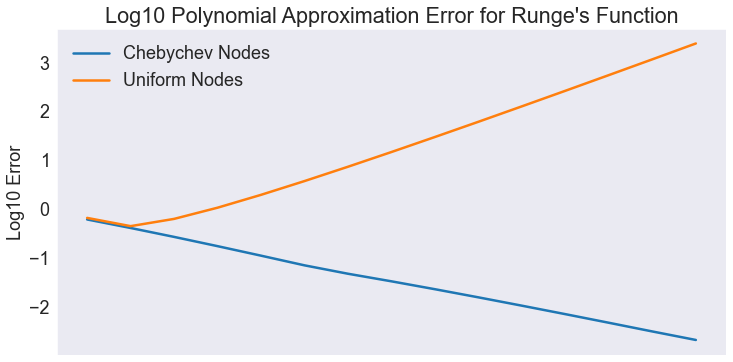 Log10 Polynomial Approximation Error for Runge's Function
Chebychev Nodes
Uniform Nodes
Log10 Error
3
2
1
0
−1
−2